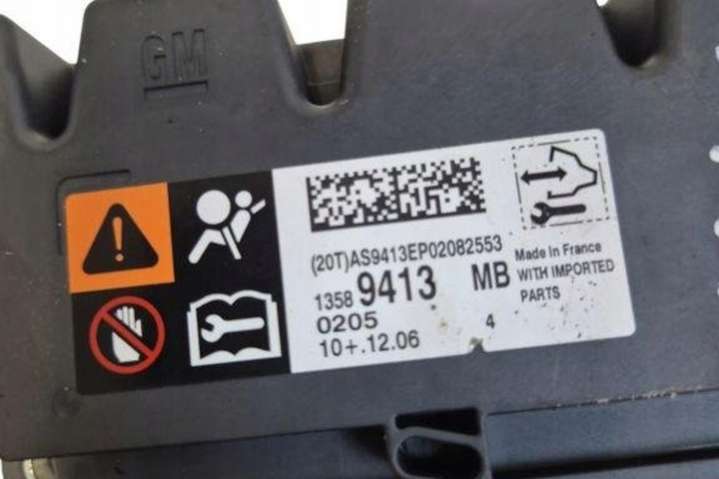 GM
(20T)AS9413EP02082553
1358 9413 MB
0205
10+.12.06 4
Made in France
WITH IMPORTED
PARTS